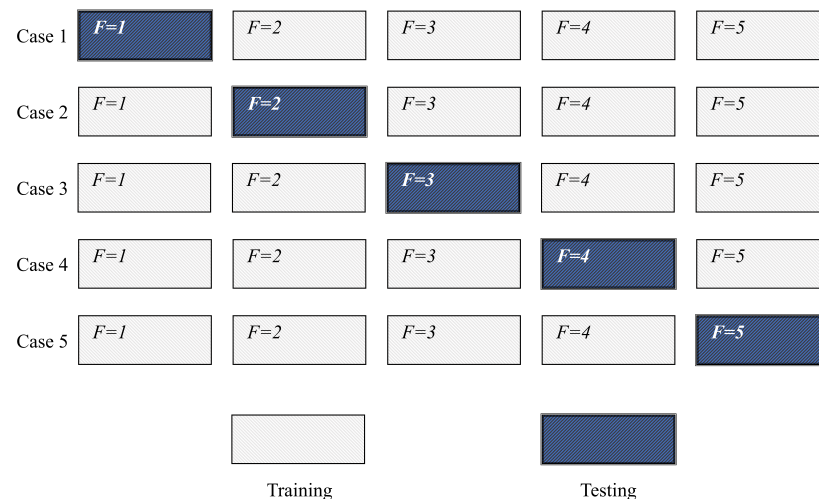 Case 1 F=1 F=2 F=3 F=4 F=5
Case 2 F=1 F=2 F=3 F=4 F=5
Case 3 F=1 F=2 F=3 F=4 F=5
Case 4 F=1 F=2 F=3 F=4 F=5
Case 5 F=1 F=2 F=3 F=4 F=5
Training Testing